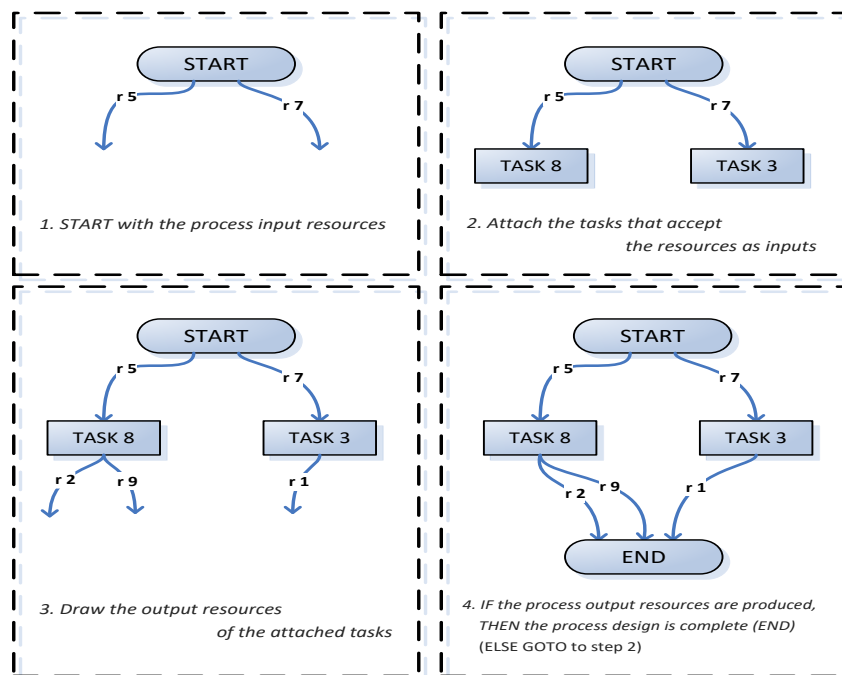 START
r 5
r 7
1. START with the process input resources
START
r 5
r 7
TASK 8
TASK 3
2. Attach the tasks that accept
the resources as inputs
START
r 5
r 7
TASK 8
TASK 3
r 2
r 9
r 1
3. Draw the output resources
of the attached tasks
START
r 5
r 7
TASK 8
TASK 3
r 2
r 9
r 1
END
4. IF the process output resources are produced,
THEN the process design is complete (END)
(ELSE GOTO to step 2)